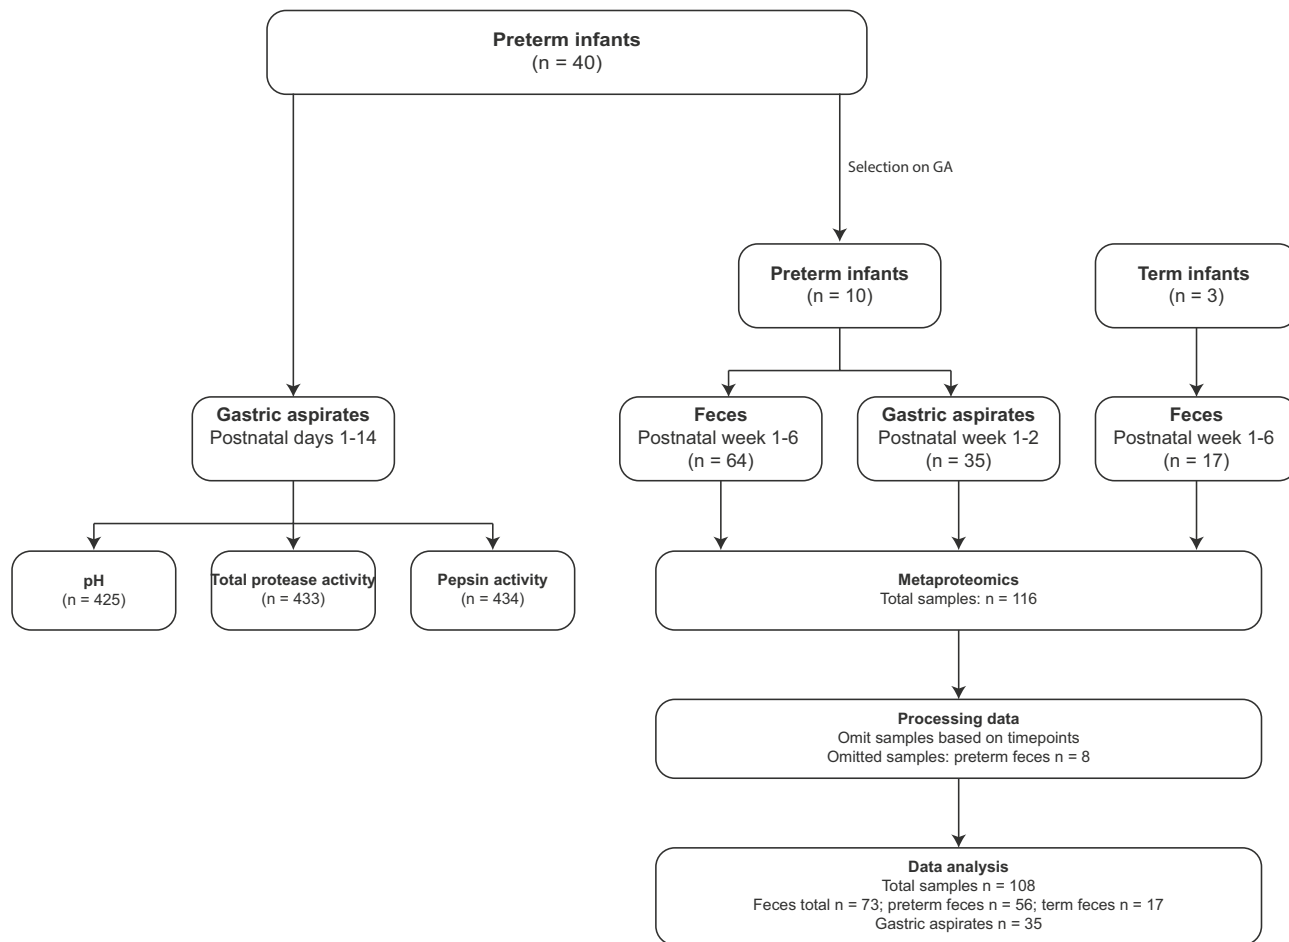 Preterm infants
(n = 40)
Selection on GA
Preterm infants
(n = 10)
Term infants
(n = 3)
Gastric aspirates
Postnatal days 1-14
Feces
Postnatal week 1-6
(n = 64)
Gastric aspirates
Postnatal week 1-2
(n = 35)
Feces
Postnatal week 1-6
(n = 17)
pH
(n = 425)
Total protease activity
(n = 433)
Pepsin activity
(n = 434)
Metaproteomics
Total samples: n = 116
Processing data
Omit samples based on timepoints
Omitted samples: preterm feces n = 8
Data analysis
Total samples n = 108
Feces total n = 73; preterm feces n = 56; term feces n = 17
Gastric aspirates n = 35